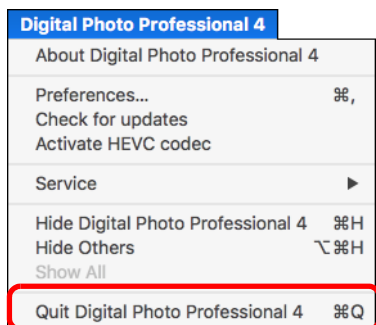 Digital Photo Professional 4
About Digital Photo Professional 4
Preferences... ⌘,
Check for updates
Activate HEVC codec
Service ▶
Hide Digital Photo Professional 4 ⌘H
Hide Others ⌥⌘H
Show All
Quit Digital Photo Professional 4 ⌘Q